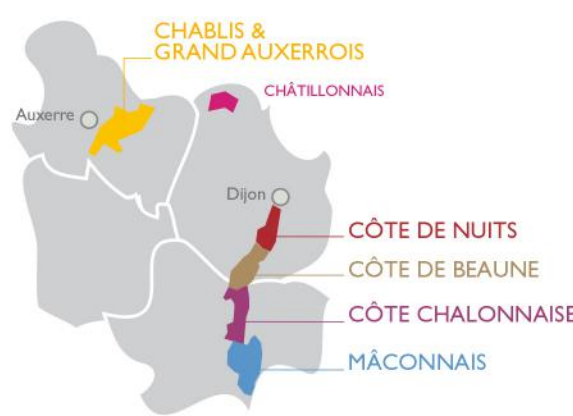 CHABLIS &
GRAND AUXERROIS
CHÂTILLONNAIS
Auxerre
Dijon
CÔTE DE NUITS
CÔTE DE BEAUNE
CÔTE CHALONNAISE
MÂCONNAIS